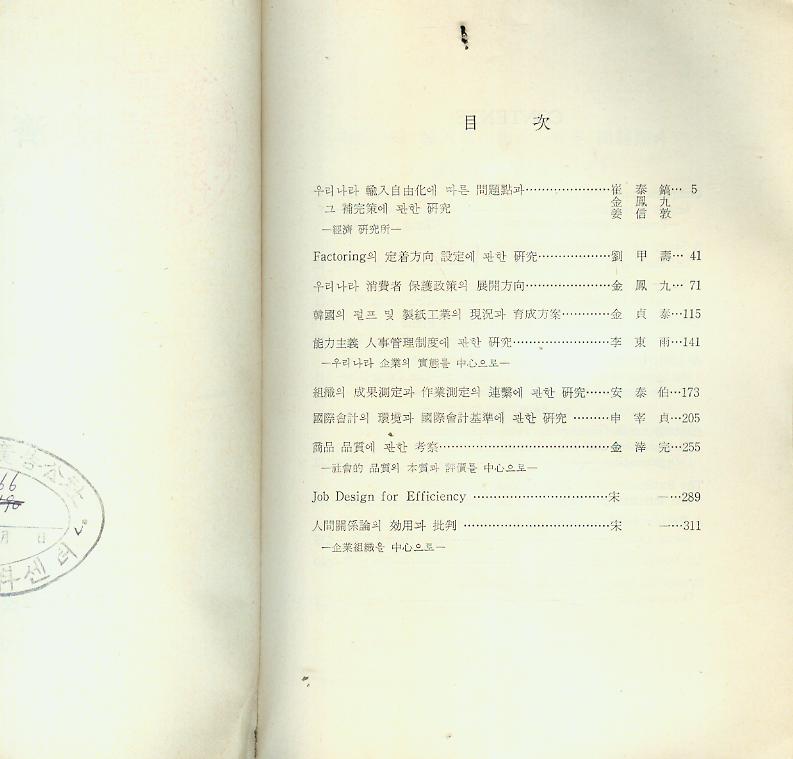 目 次
우리나라 輸入自由化에 따른 問題點과……………………崔 泰 鎬… 5
그 補完策에 관한 硏究 金 鳳 九
姜 信 敦
—經濟 硏究所—
Factoring의 定着方向 設定에 관한 硏究………………劉 甲 壽… 41
우리나라 消費者 保護政策의 展開方向……………………金 鳳 九… 71
韓國의 펄프 및 製紙工業의 現況과 育成方案…………金 貞 泰…115
能力主義 人事管理制度에 관한 硏究………………………李 東 雨…141
—우리나라 企業의 實態를 中心으로—
組織의 成果測定과 作業測定의 連繫에 관한 硏究……安 泰 伯…173
國際會計의 環境과 國際會計基準에 관한 硏究 ………申 宰 貞…205
商品 品質에 관한 考察………………………………………金 完…255
—社會的 品質의 本質과 評價를 中心으로—
Job Design for Efficiency …………………………………宋 一…289
人間關係論의 効用과 批判 …………………………………宋 一…311
—企業組織을 中心으로—
66
月 日
료센터